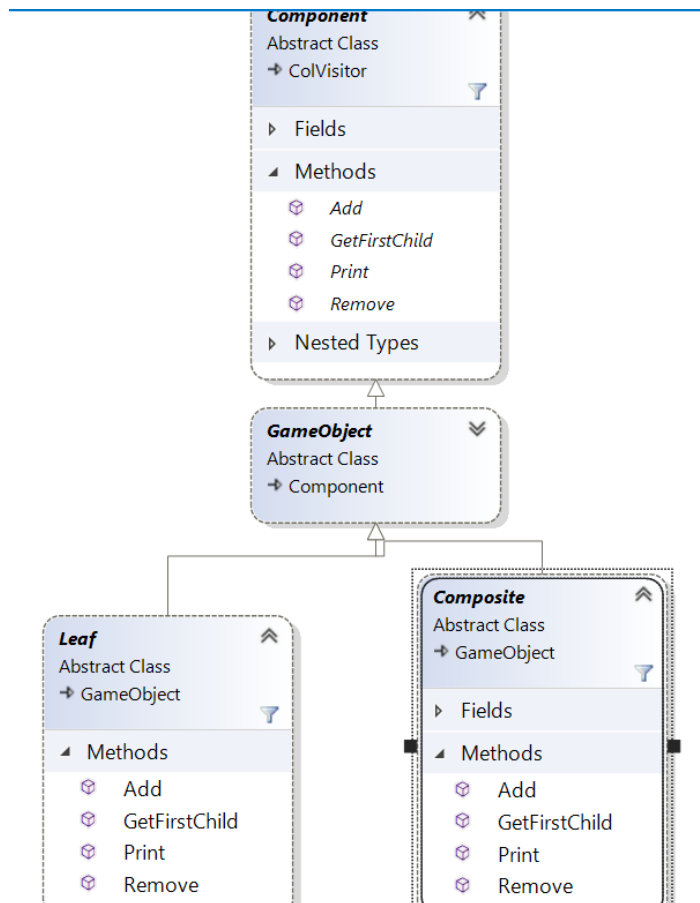 Component
Abstract Class
ColVisitor
Fields
Methods
Add
GetFirstChild
Print
Remove
Nested Types
GameObject
Abstract Class
Component
Leaf
Abstract Class
GameObject
Methods
Add
GetFirstChild
Print
Remove
Composite
Abstract Class
GameObject
Fields
Methods
Add
GetFirstChild
Print
Remove